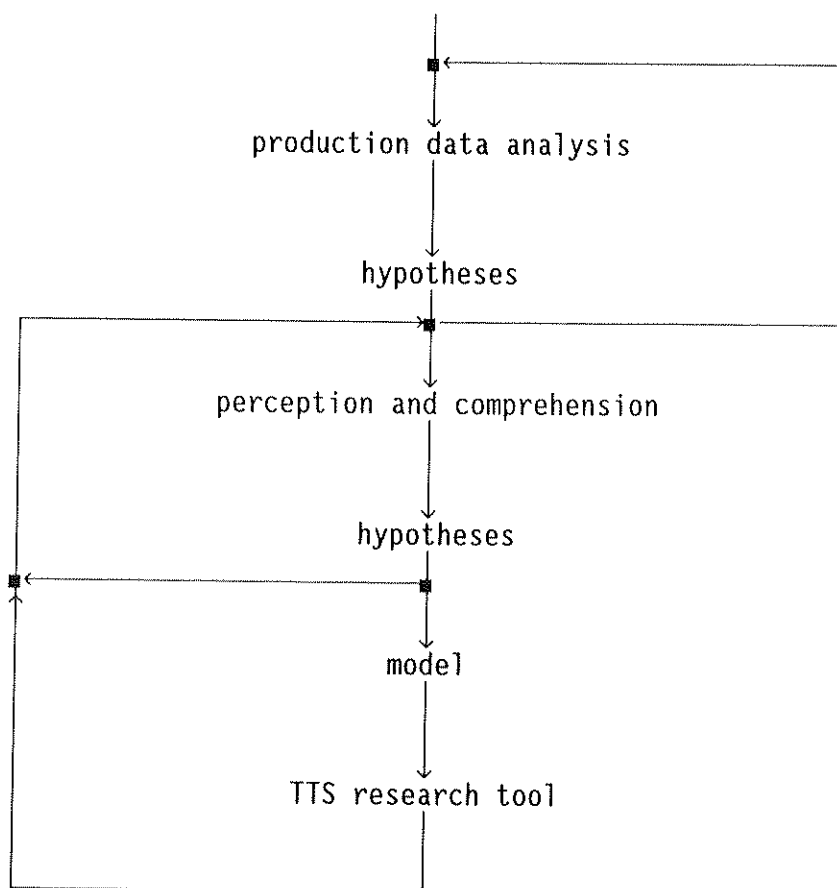 production data analysis
hypotheses
perception and comprehension
hypotheses
model
TTS research tool